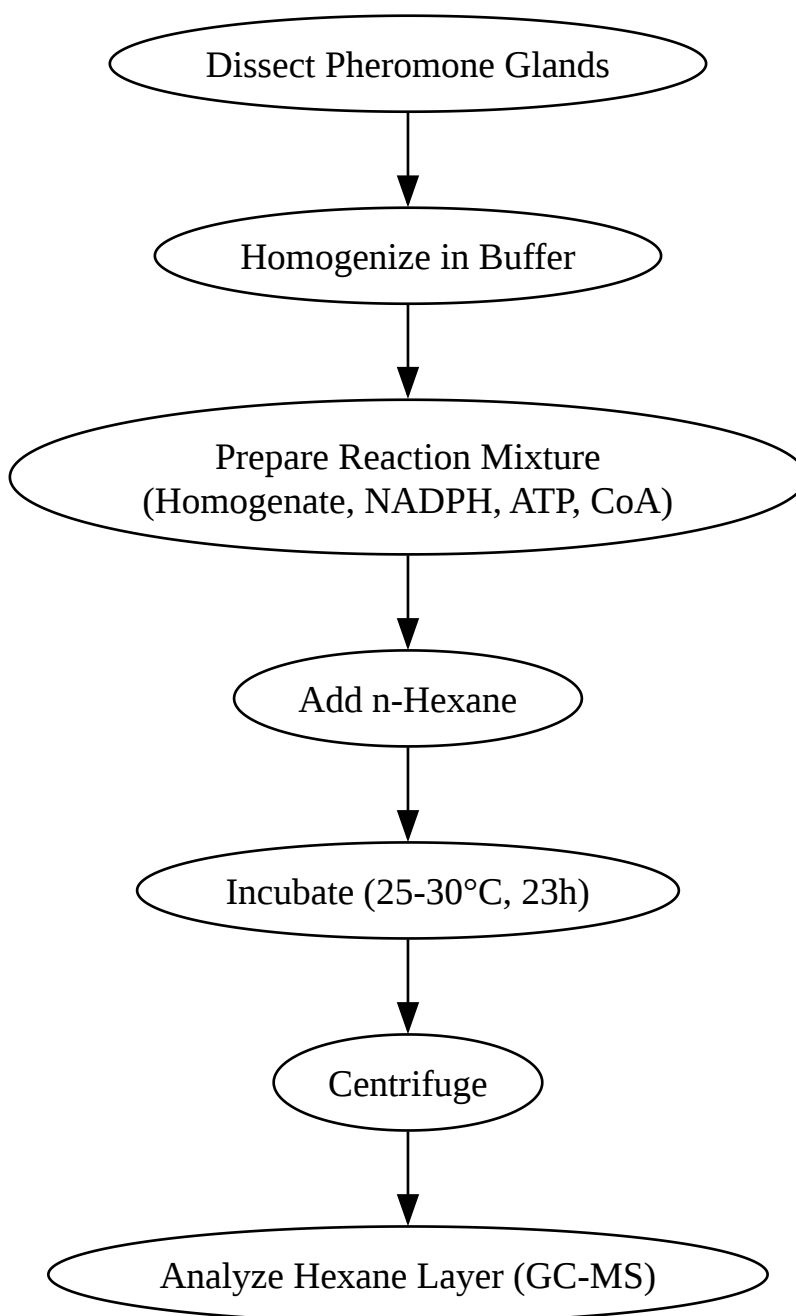 Dissect Pheromone Glands
Homogenize in Buffer
Prepare Reaction Mixture
(Homogenate, NADPH, ATP, CoA)
Add n-Hexane
Incubate (25-30°C, 23h)
Centrifuge
Analyze Hexane Layer (GC-MS)